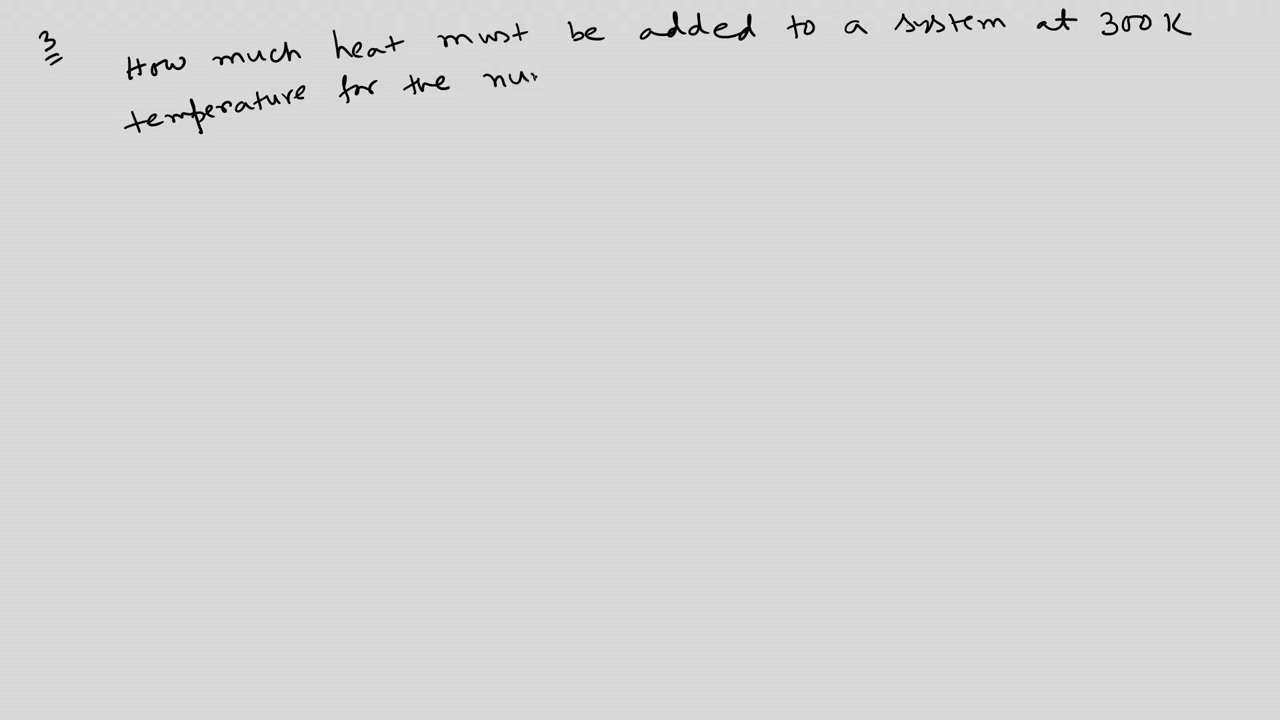 3 How much heat must be added to a system at 300 K
temperature for the